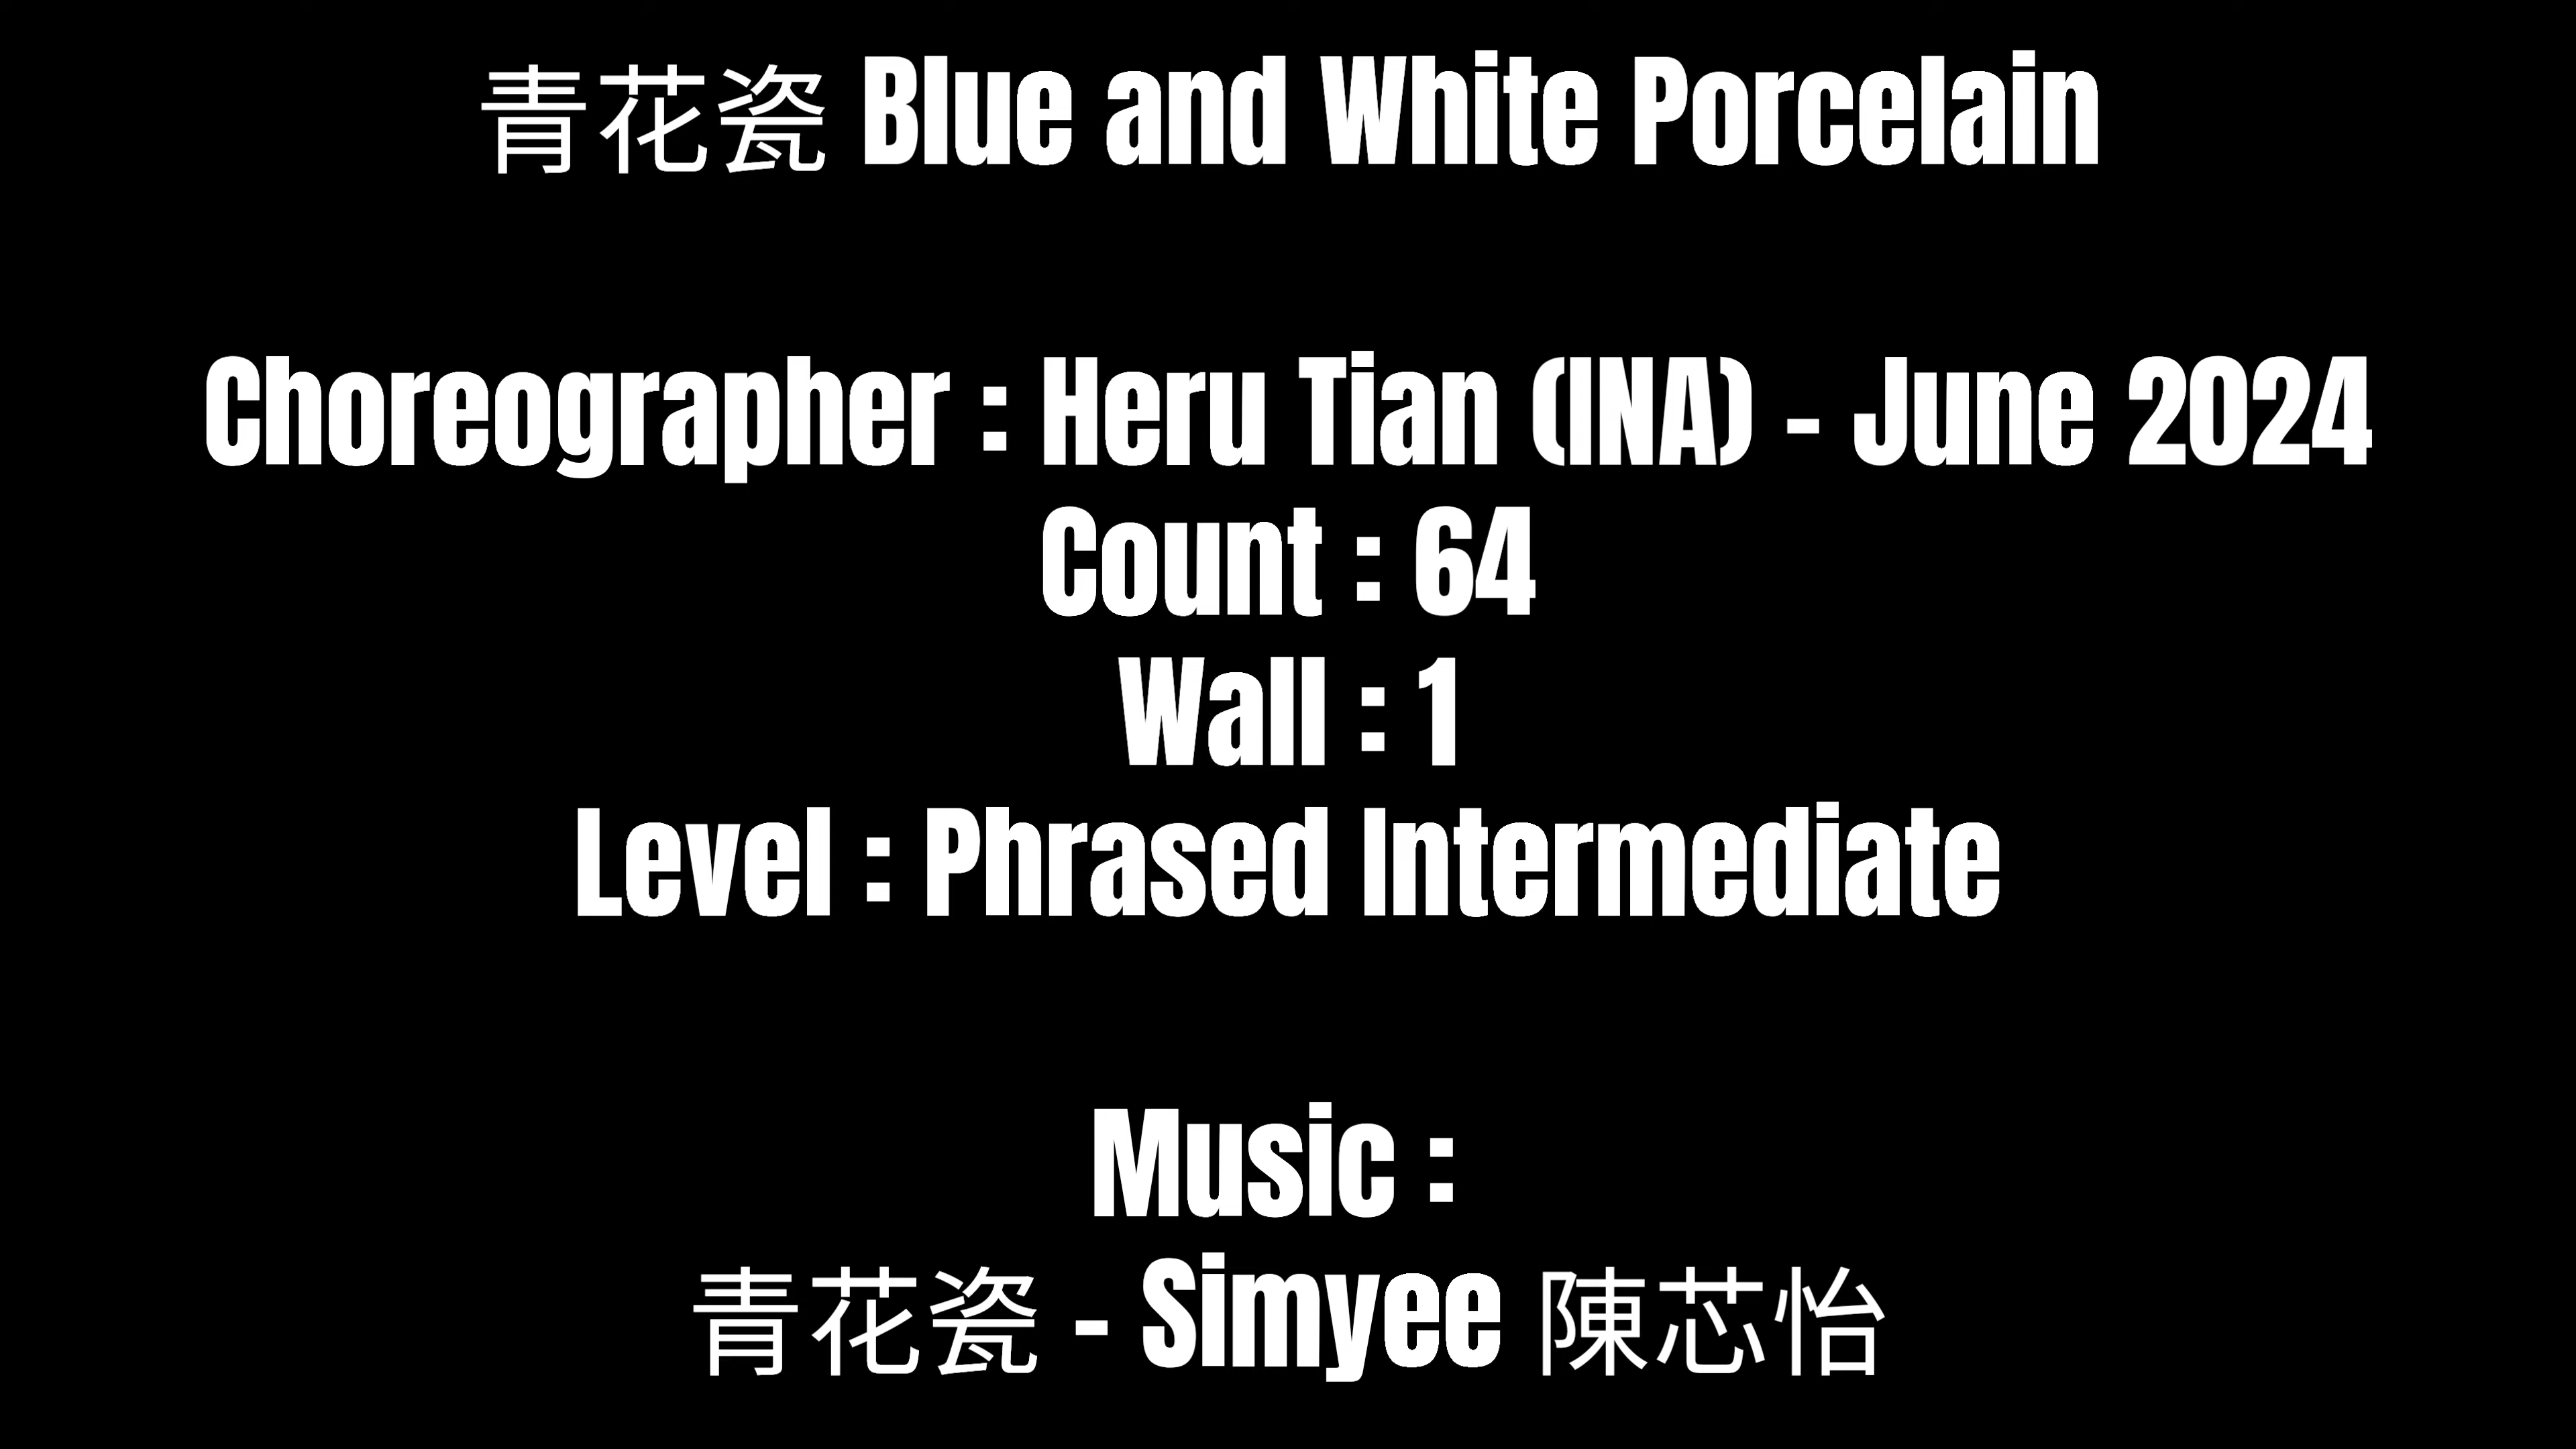 青花瓷 Blue and White Porcelain
Choreographer : Heru Tian (INA) - June 2024
Count : 64
Wall : 1
Level : Phrased Intermediate
Music :
青花瓷 - Simyee 陳芯怡